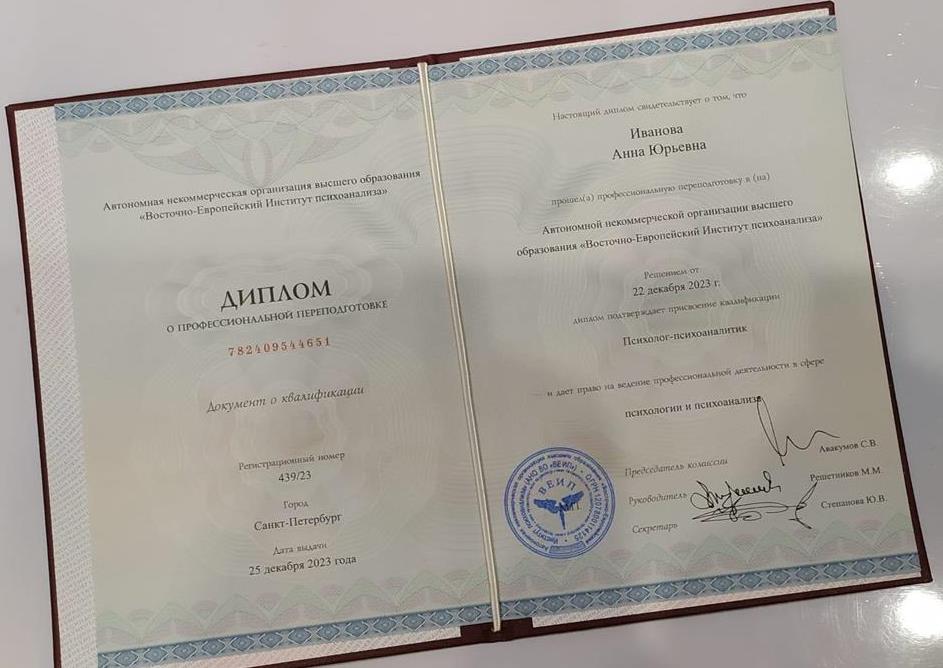 Автономная некоммерческая организация высшего образования
«Восточно-Европейский Институт психоанализа»
ДИПЛОМ
О ПРОФЕССИОНАЛЬНОЙ ПЕРЕПОДГОТОВКЕ
782409544651
Документ о квалификации
Регистрационный номер
439/23
Город
Санкт-Петербург
Дата выдачи
25 декабря 2023 года
Настоящий диплом свидетельствует о том, что
Иванова
Анна Юрьевна
прошел(а) профессиональную переподготовку в (на)
Автономной некоммерческой организации высшего
образования «Восточно-Европейский Институт психоанализа»
Решением от
22 декабря 2023 г.
диплом подтверждает присвоение квалификации
Психолог-психоаналитик
и дает право на ведение профессиональной деятельности в сфере
психологии и психоанализа
Председатель комиссии
Авакумов С.В.
Руководитель
Решетников М.М.
Секретарь
Степанова Ю.В.
ВЕИП
М.П.